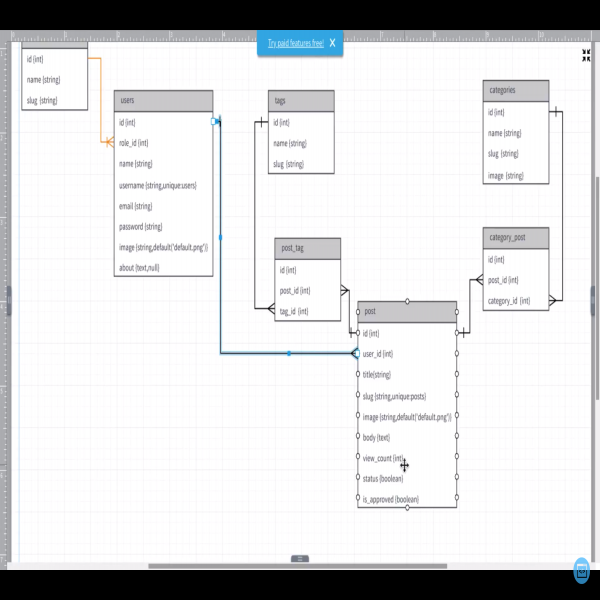 Try paid features free! ✕
id (int)
name (string)
slug (string)
users
id (int)
role_id (int)
name (string)
username (string,unique:users)
email (string)
password (string)
image (string,default('default.png'))
about (text,null)
tags
id (int)
name (string)
slug (string)
categories
id (int)
name (string)
slug (string)
image (string)
post_tag
id (int)
post_id (int)
tag_id (int)
category_post
id (int)
post_id (int)
category_id (int)
post
id (int)
user_id (int)
title(string)
slug (string,unique:posts)
image (string,default('default.png'))
body (text)
view_count (int)
status (boolean)
is_approved (boolean)